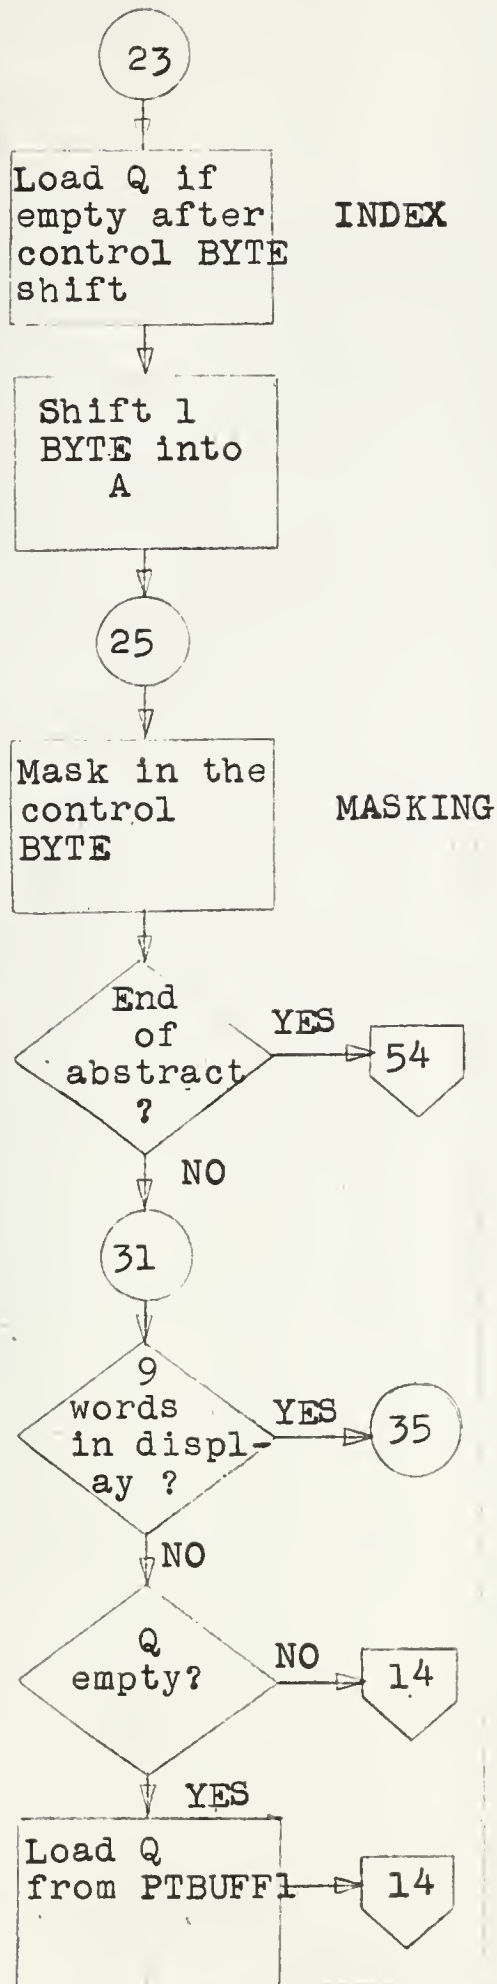 23
Load Q if
empty after
control BYTE
shift
INDEX
Shift 1
BYTE into
A
25
Mask in the
control
BYTE
MASKING
End
of
abstract
?
YES
54
NO
31
9
words
in displ-
ay ?
YES
35
NO
Q
empty?
NO
14
YES
Load Q
from PTBUFF1
14